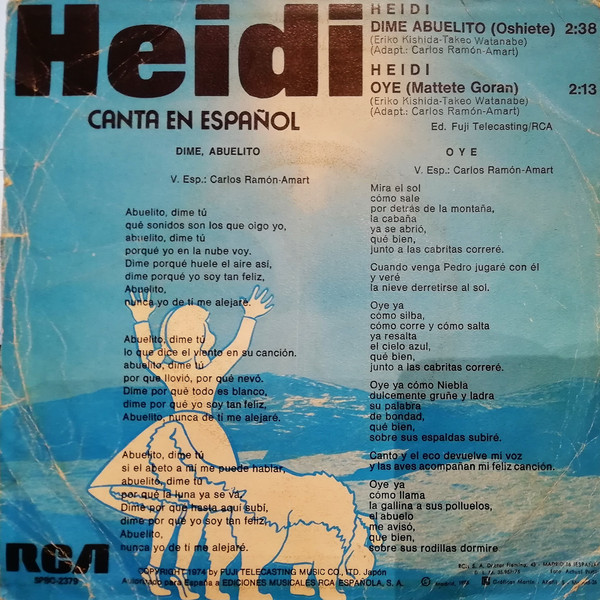 Heidi
CANTA EN ESPAÑOL
HEIDI
DIME ABUELITO (Oshiete) 2:38
(Eriko Kishida-Takeo Watanabe)
(Adapt.: Carlos Ramón-Amart)
HEIDI
OYE (Mattete Goran) 2:13
(Eriko Kishida-Takeo Watanabe)
(Adapt.: Carlos Ramón-Amart)
Ed. Fuji Telecasting/RCA
DIME, ABUELITO
V. Esp.: Carlos Ramón-Amart
Abuelito, dime tú
qué sonidos son los que oigo yo,
abuelito, dime tú
porqué yo en la nube voy.
Dime porqué huele el aire así,
dime porqué yo soy tan feliz,
Abuelito,
nunca yo de ti me alejaré.
Abuelito, dime tú
lo que dice el viento en su canción.
abuelito, dime tú
por que llovió, por qué nevó.
Dime por qué todo es blanco,
dime por qué yo soy tan feliz,
Abuelito, nunca de ti me alejaré.
Abuelito, dime tú
si el abeto a mi me puede hablar,
abuelito, dime tú
por qué la luna ya se va.
Dime por qué hasta aquí subí,
dime por qué yo soy tan feliz,
Abuelito,
nunca yo de ti me alejaré.
OYE
V. Esp.: Carlos Ramón-Amart
Mira el sol
cómo sale
por detrás de la montaña,
la cabaña
ya se abrió,
qué bien,
junto a las cabritas correré.
Cuando venga Pedro jugaré con él
y veré
la nieve derretirse al sol.
Oye ya
cómo silba,
cómo corre y cómo salta
ya resalta
el cielo azul,
qué bien,
junto a las cabritas correré.
Oye ya cómo Niebla
dulcemente gruñe y ladra
su palabra
de bondad,
qué bien,
sobre sus espaldas subiré.
Canto y el eco devuelve mi voz
y las aves acompañan mi feliz canción.
Oye ya
cómo llama
la gallina a sus polluelos,
el abuelo
me avisó,
que bien,
sobre sus rodillas dormire.
RCA
SPBO-2379
COPYRIGHT 1974 by FUJI TELECASTING MUSIC CO., LTD. Japón
Autorizado para España a EDICIONES MUSICALES RCA ESPAÑOLA, S. A.
RCA S. A. Doctor Fleming, 43